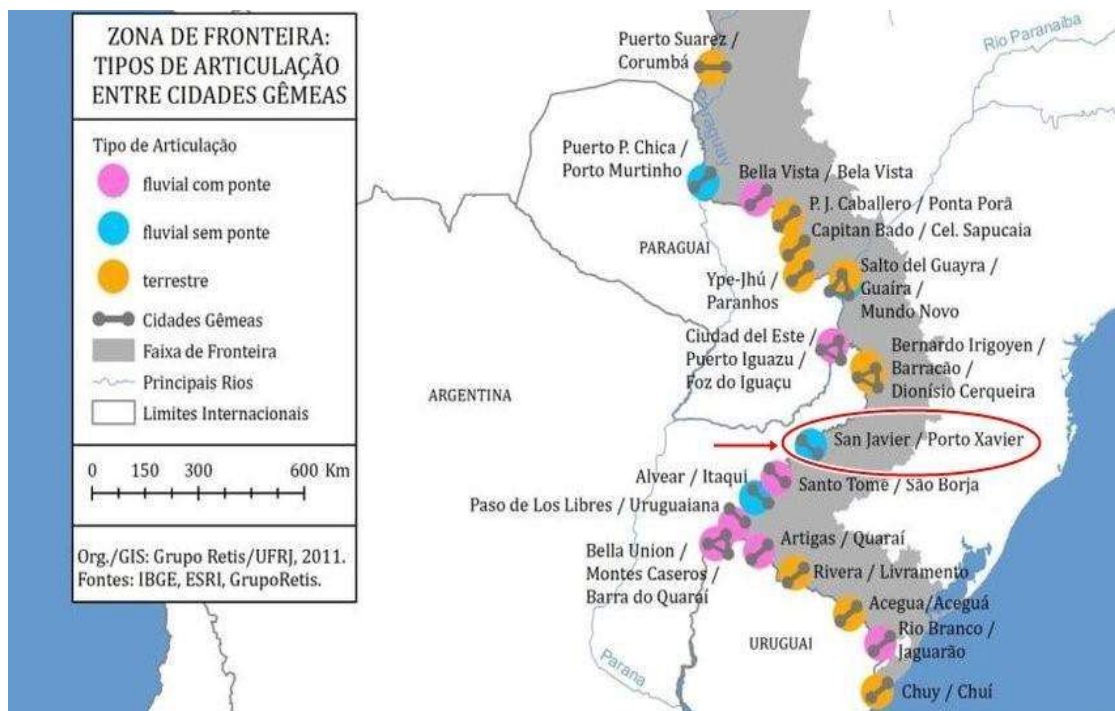 ZONA DE FRONTEIRA:
TIPOS DE ARTICULAÇÃO
ENTRE CIDADES GÊMEAS
Tipo de Articulação
fluvial com ponte
fluvial sem ponte
terrestre
Cidades Gêmeas
Faixa de Fronteira
Principais Rios
Limites Internacionais
0 150 300 600 Km
Org./GIS: Grupo Retis/UFRJ, 2011.
Fontes: IBGE, ESRI, GrupoRetis.
Rio Paranaiba
Puerto Suarez /
Corumbá
Paraguay
Puerto P. Chica /
Porto Murtinho
Bella Vista / Bela Vista
P. J. Caballero / Ponta Porã
Capitan Bado / Cel. Sapucaia
PARAGUAI
Ype-Jhú /
Paranhos
Salto del Guayra /
Guaíra /
Mundo Novo
Ciudad del Este /
Puerto Iguazu /
Foz do Iguaçu
Bernardo Irigoyen /
Barracão /
Dionísio Cerqueira
ARGENTINA
San Javier / Porto Xavier
Alvear / Itaqui
Santo Tome / São Borja
Paso de Los Libres / Uruguaiana
Artigas / Quaraí
Bella Union /
Montes Caseros /
Barra do Quaraí
Rivera / Livramento
Acegua/Aceguá
Rio Branco /
Jaguarão
URUGUAI
Parana
Chuy / Chuí